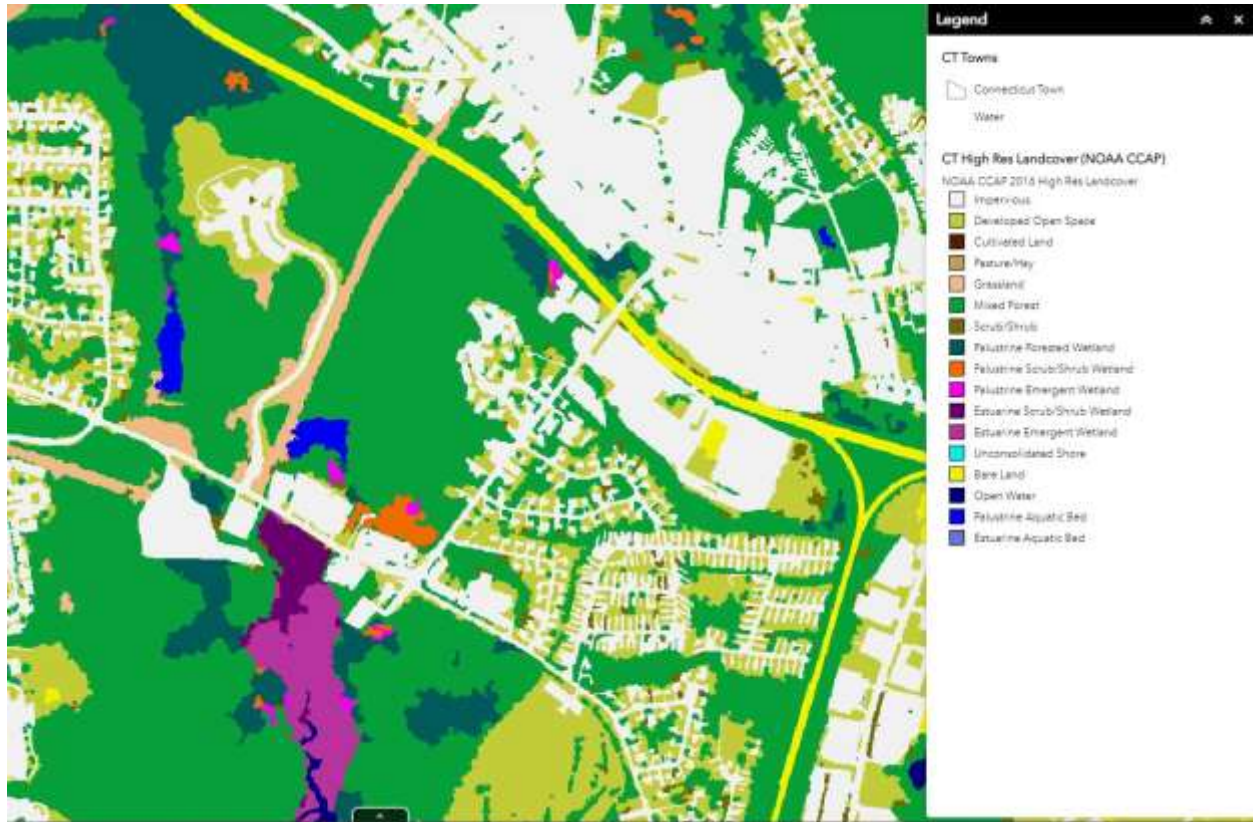 Legend
CT Towns
Connecticut Town
Water
CT High Res Landcover (NOAA CCAP)
NOAA CCAP 2016 High Res Landcover
Impervious
Developed Open Space
Cultivated Land
Pasture/Hay
Grassland
Mixed Forest
Scrub/Shrub
Palustrine Forested Wetland
Palustrine Scrub/Shrub Wetland
Palustrine Emergent Wetland
Estuarine Scrub/Shrub Wetland
Estuarine Emergent Wetland
Unconsolidated Shore
Bare Land
Open Water
Palustrine Aquatic Bed
Estuarine Aquatic Bed